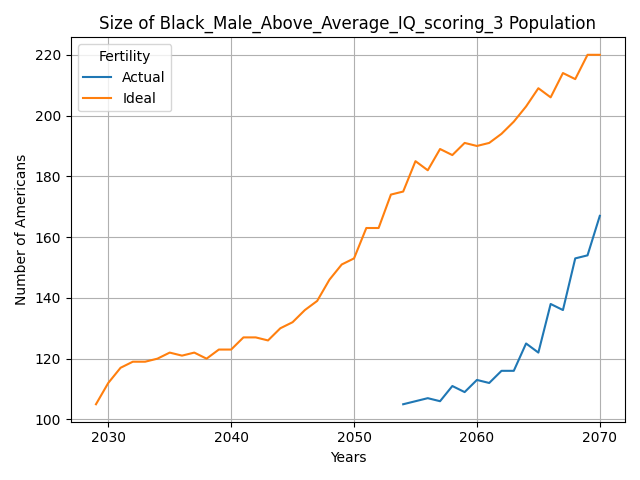 Size of Black_Male_Above_Average_IQ_scoring_3 Population
Fertility
Actual
Ideal
Number of Americans
220
200
180
160
140
120
100
2030
2040
2050
2060
2070
Years